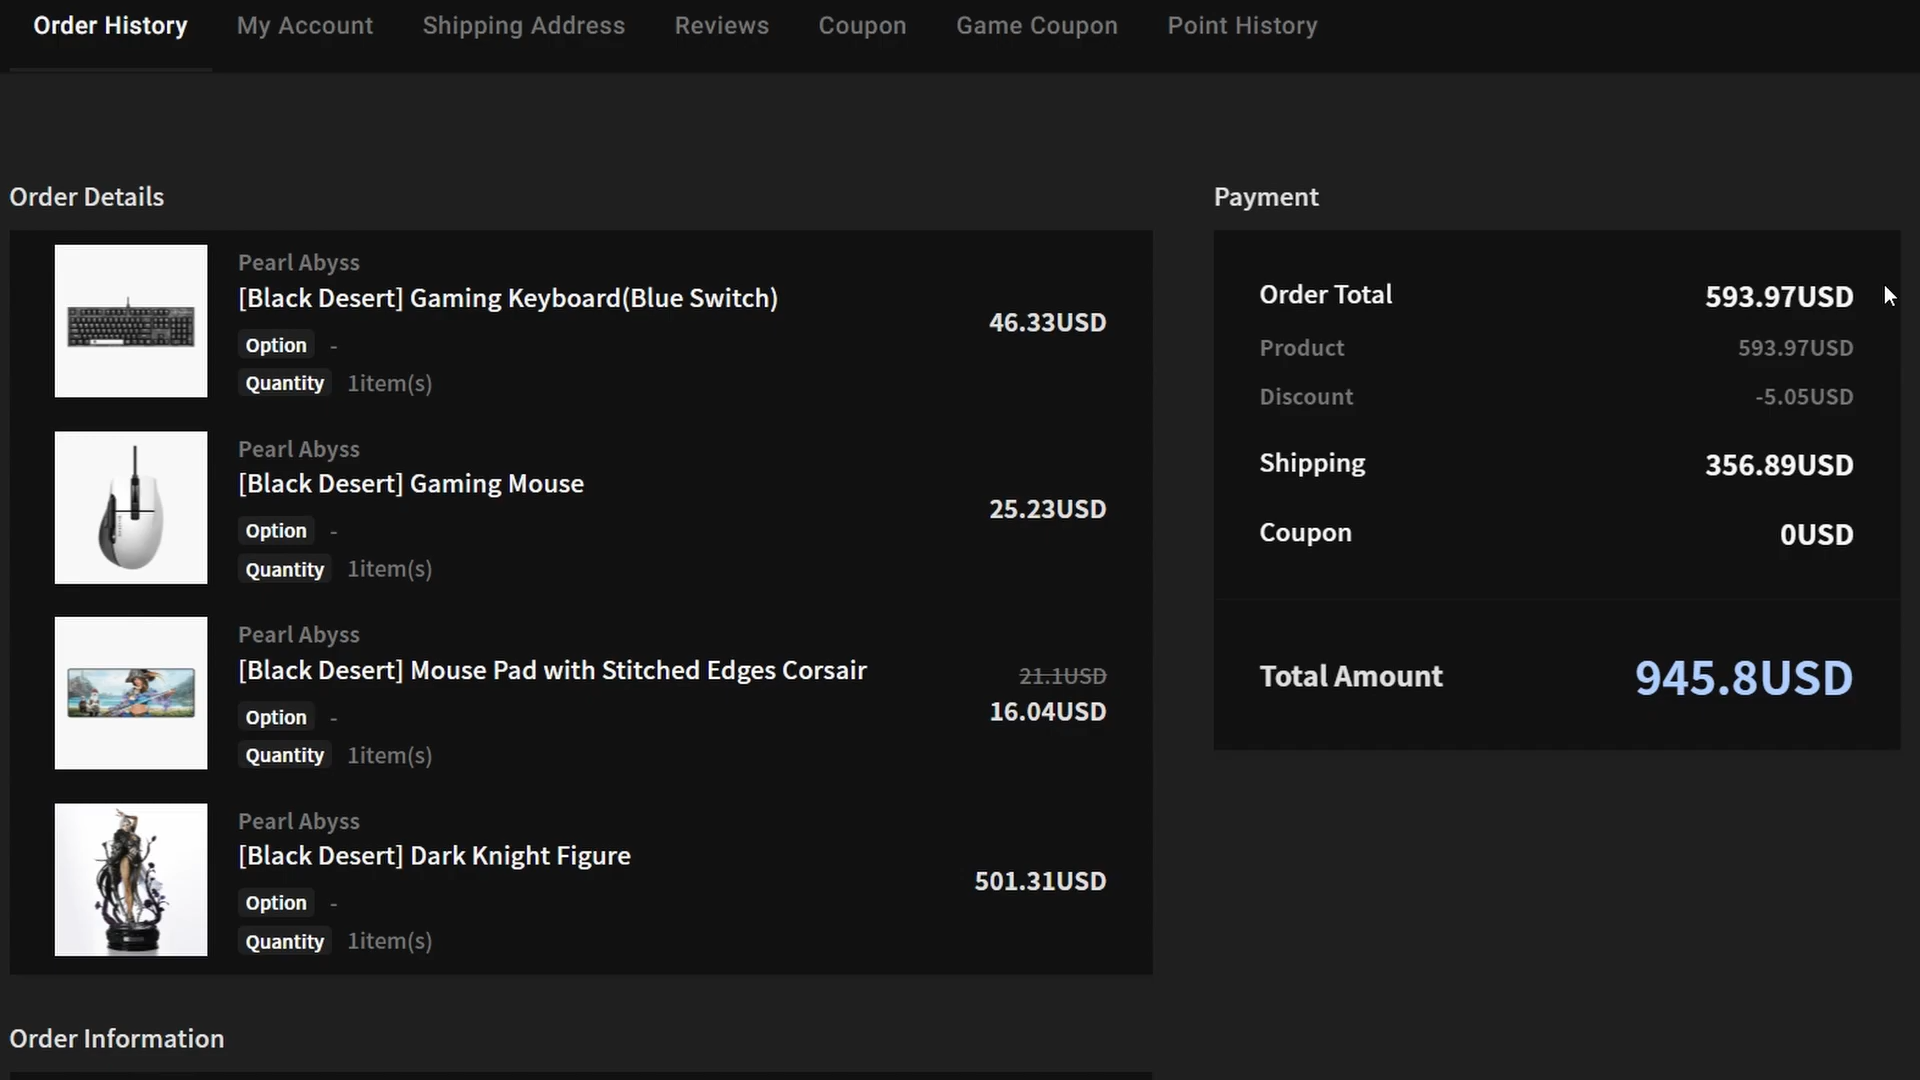 Order History My Account Shipping Address Reviews Coupon Game Coupon Point History
Order Details
Pearl Abyss
[Black Desert] Gaming Keyboard(Blue Switch)
46.33USD
Option -
Quantity 1item(s)
Pearl Abyss
[Black Desert] Gaming Mouse
25.23USD
Option -
Quantity 1item(s)
Pearl Abyss
[Black Desert] Mouse Pad with Stitched Edges Corsair
21.1USD
16.04USD
Option -
Quantity 1item(s)
Pearl Abyss
[Black Desert] Dark Knight Figure
501.31USD
Option -
Quantity 1item(s)
Payment
Order Total 593.97USD
Product 593.97USD
Discount -5.05USD
Shipping 356.89USD
Coupon 0USD
Total Amount 945.8USD
Order Information